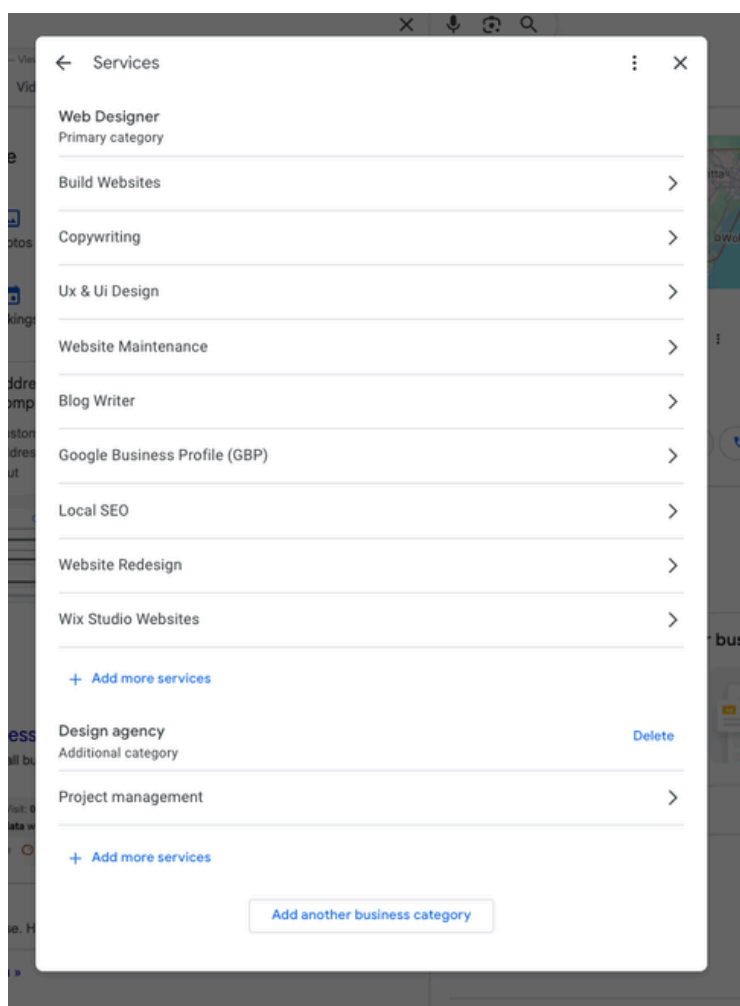 Services
Web Designer
Primary category
Build Websites
Copywriting
Ux & Ui Design
Website Maintenance
Blog Writer
Google Business Profile (GBP)
Local SEO
Website Redesign
Wix Studio Websites
+ Add more services
Design agency
Delete
Additional category
Project management
+ Add more services
Add another business category